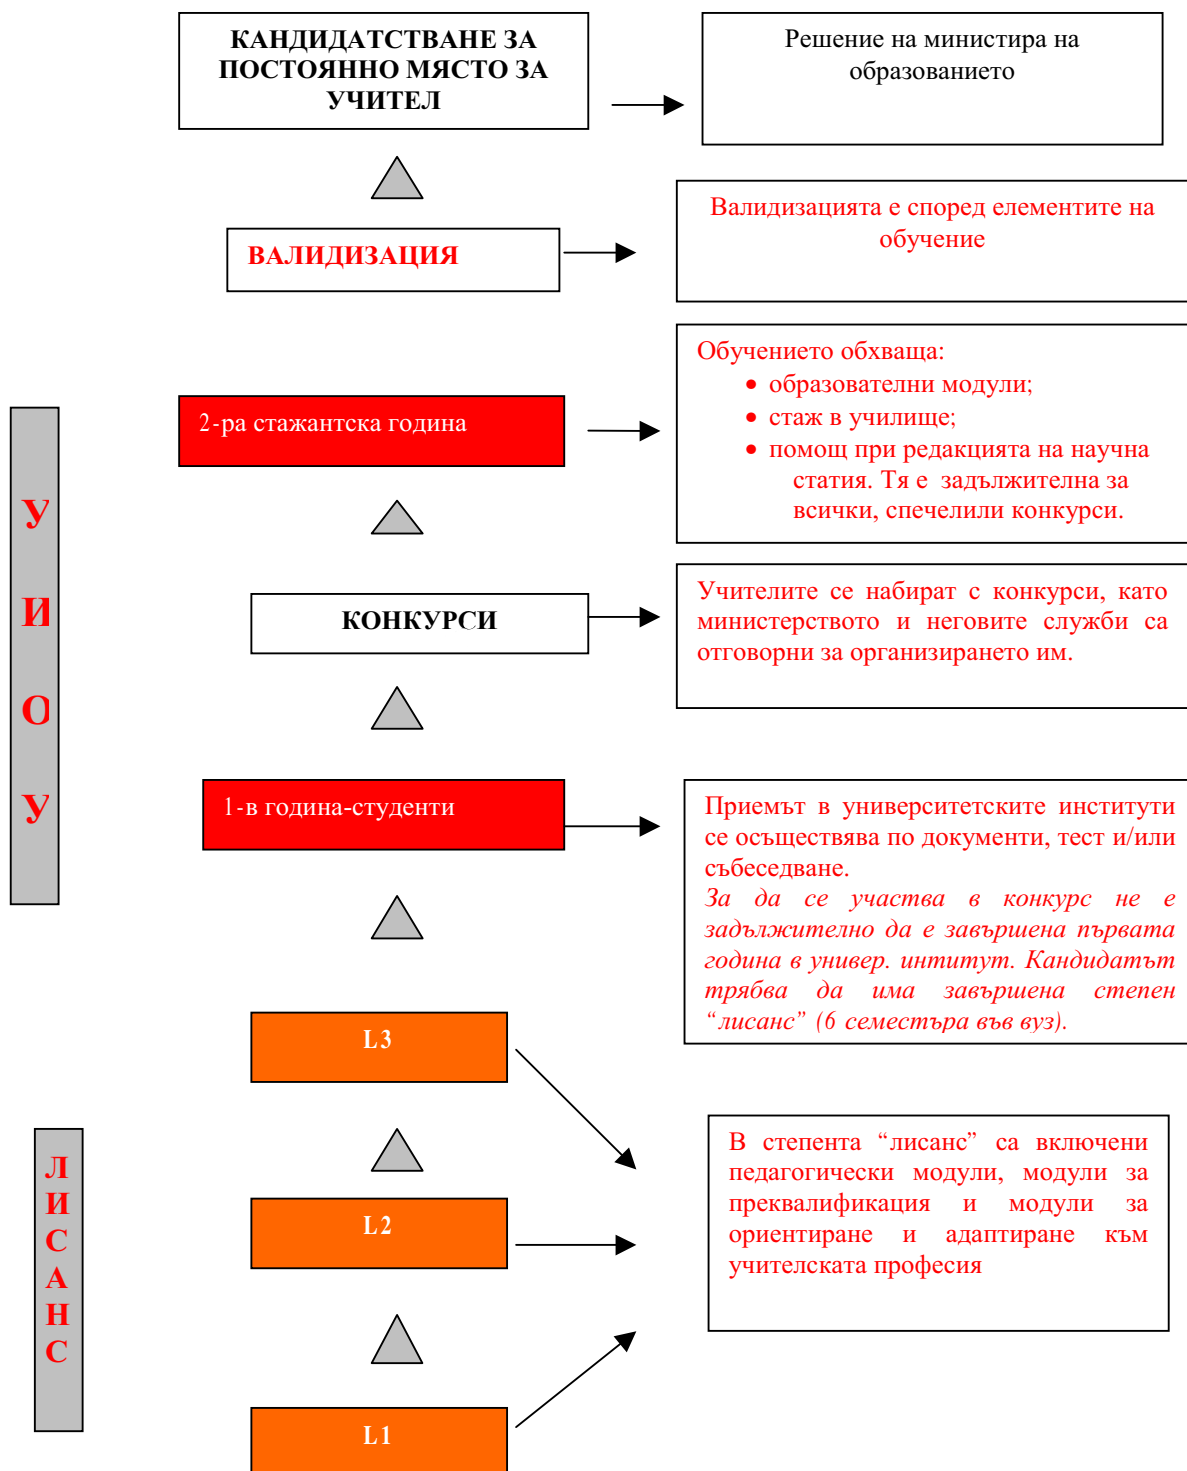 КАНДИДАТСТВАНЕ ЗА
ПОСТОЯННО МЯСТО ЗА
УЧИТЕЛ
Решение на министира на
образованието
ВАЛИДИЗАЦИЯ
Валидизацията е според елементите на
обучение
2-ра стажантска година
Обучението обхваща:
• образователни модули;
• стаж в училище;
• помощ при редакцията на научна
статия. Тя е задължителна за
всички, спечелили конкурси.
КОНКУРСИ
Учителите се набират с конкурси, като
министерството и неговите служби са
отговорни за организирането им.
1-в година-студенти
Приемът в университетските институти
се осъществява по документи, тест и/или
събеседване.
За да се участва в конкурс не е
задължително да е завършена първата
година в универ. интитут. Кандидатът
трябва да има завършена степен
“лисанс” (6 семестъра във вуз).
У
И
О
У
L3
L2
L1
В степента “лисанс” са включени
педагогически модули, модули за
преквалификация и модули за
ориентиране и адаптиране към
учителската професия
Л
И
С
А
Н
С